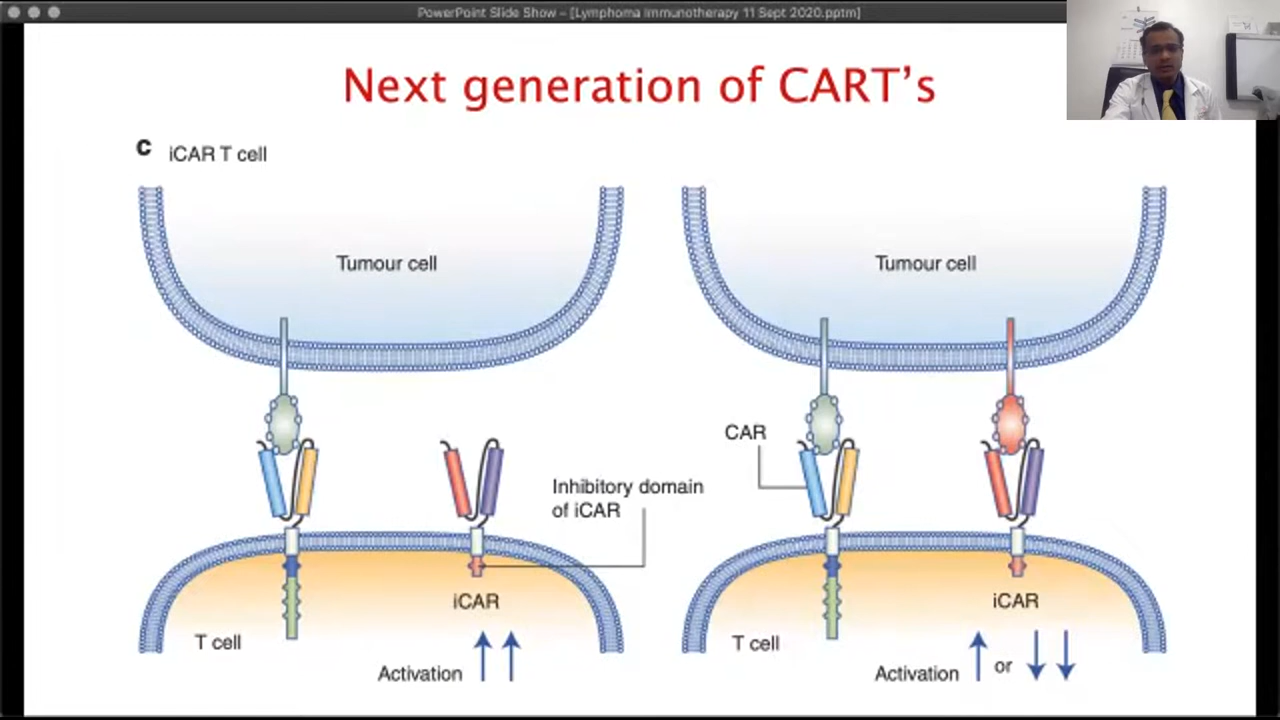 PowerPoint Slide Show – [Lymphoma Immunotherapy 11 Sept 2020.pptm]
Next generation of CART's
c iCAR T cell
Tumour cell
Tumour cell
CAR
Inhibitory domain
of iCAR
iCAR
iCAR
T cell
T cell
Activation
Activation
or